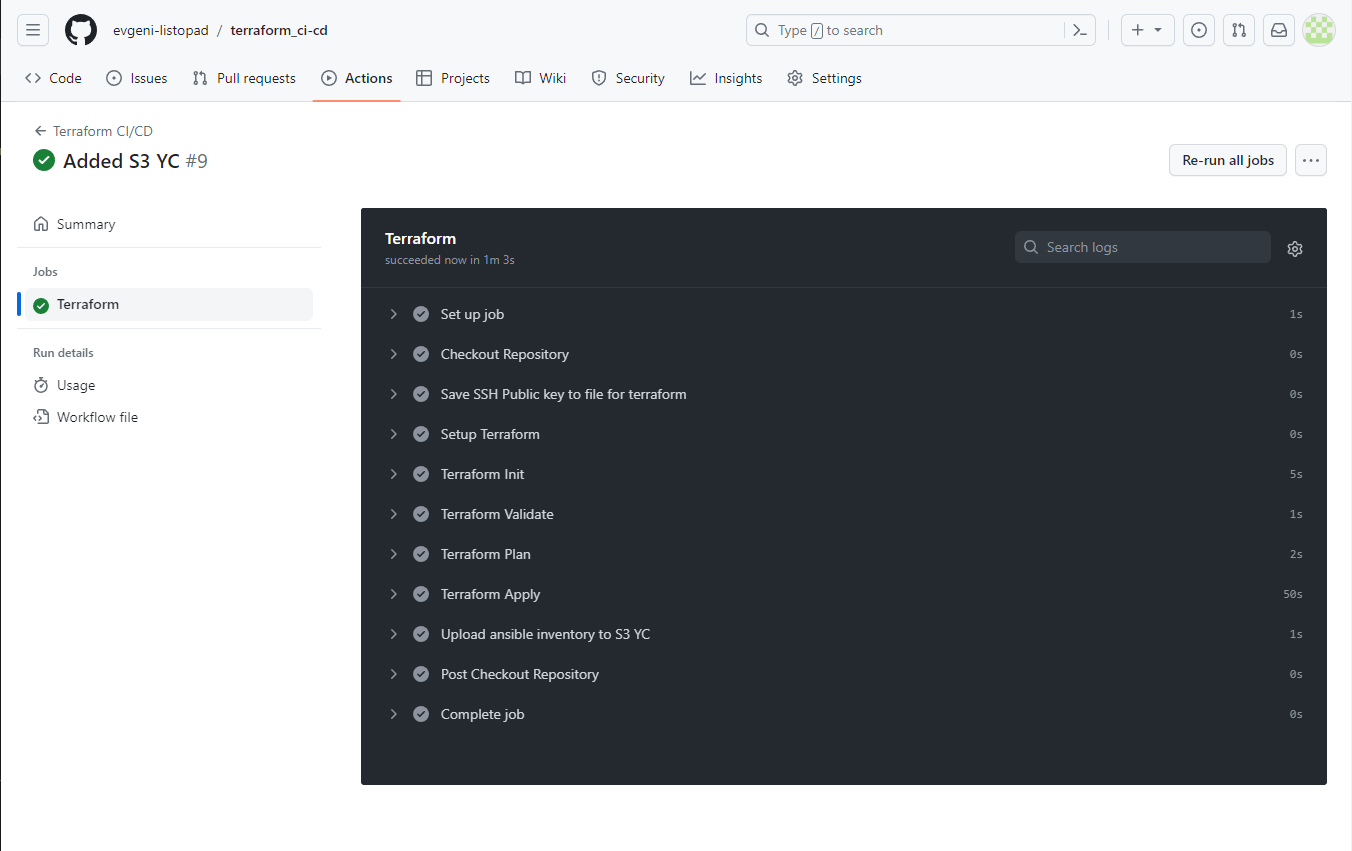 evgeni-listopad / terraform_ci-cd
Type / to search
Code Issues Pull requests Actions Projects Wiki Security Insights Settings
Terraform CI/CD
Added S3 YC #9
Re-run all jobs
Summary
Jobs
Terraform
Run details
Usage
Workflow file
Terraform
succeeded now in 1m 3s
Search logs
Set up job 1s
Checkout Repository 0s
Save SSH Public key to file for terraform 0s
Setup Terraform 0s
Terraform Init 5s
Terraform Validate 1s
Terraform Plan 2s
Terraform Apply 50s
Upload ansible inventory to S3 YC 1s
Post Checkout Repository 0s
Complete job 0s